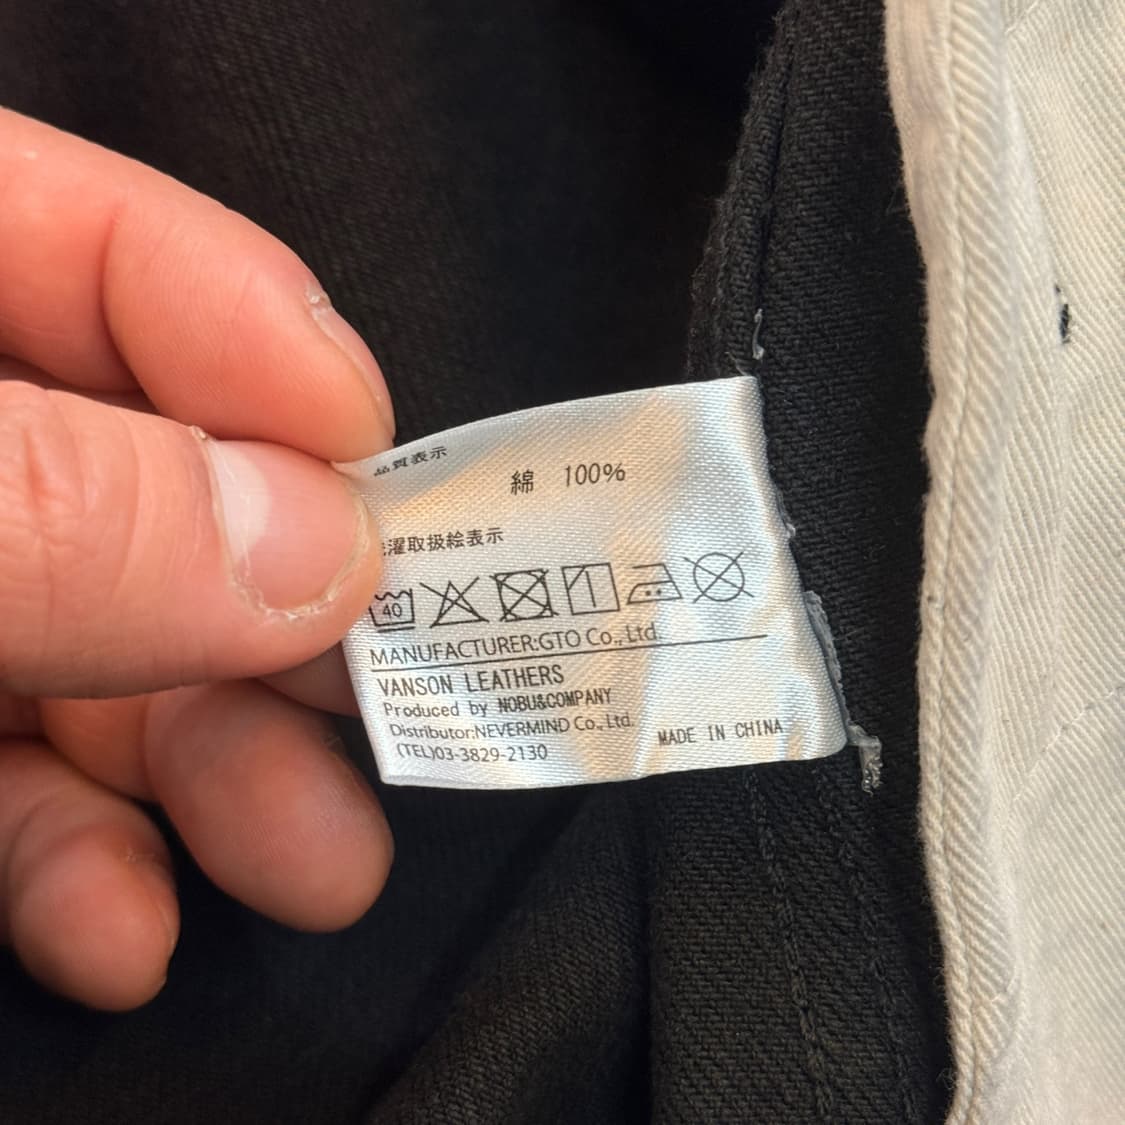 品質表示
綿 100%
洗濯取扱絵表示
40
MANUFACTURER:GTO Co., Ltd.
VANSON LEATHERS
Produced by NOBU&COMPANY
Distributor:NEVERMIND Co., Ltd.
(TEL)03-3829-2130
MADE IN CHINA